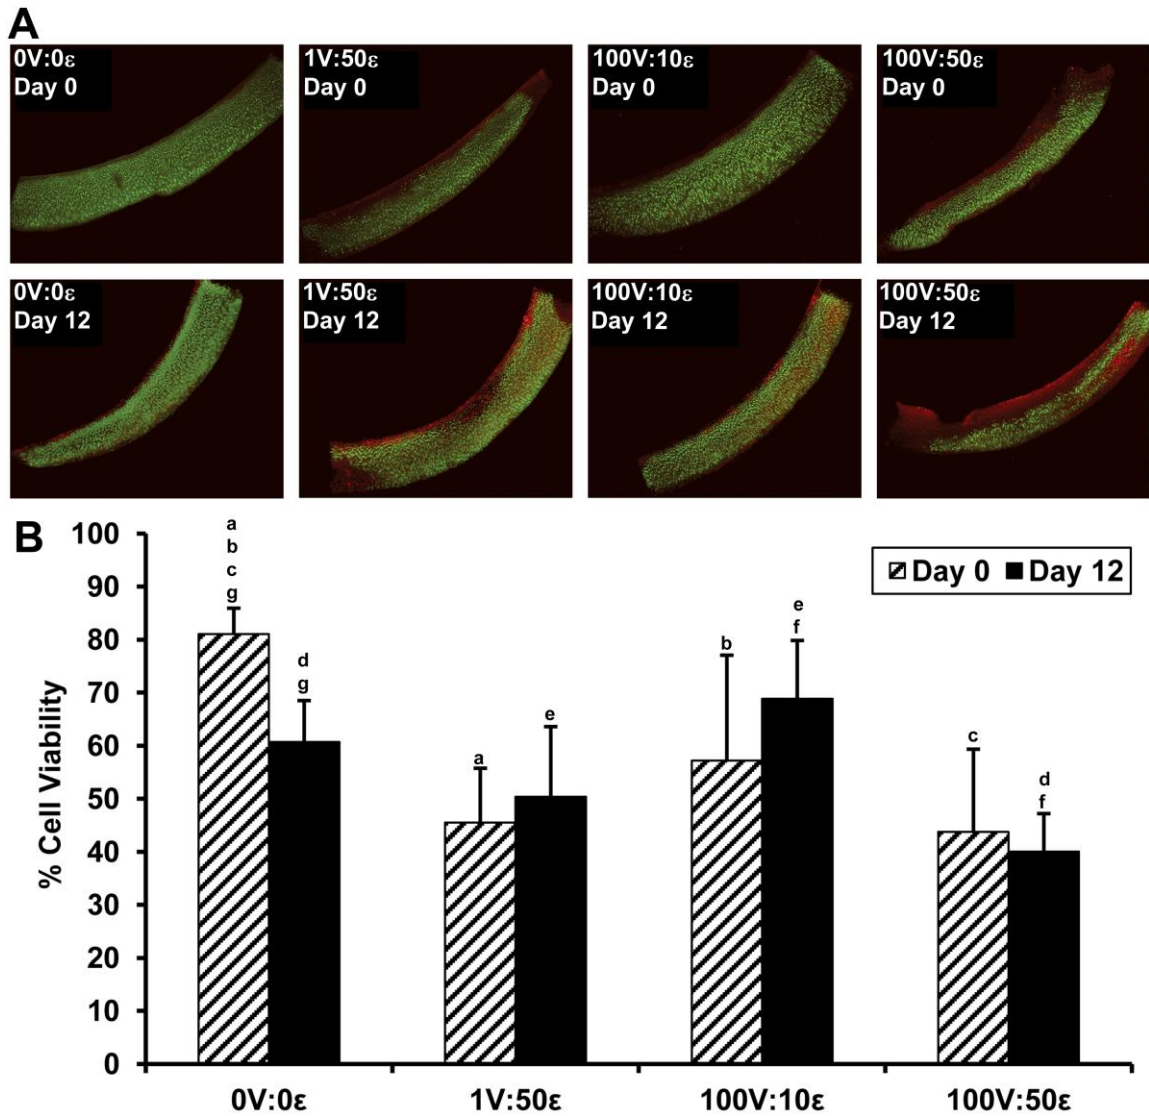 A
0V:0ε
Day 0
1V:50ε
Day 0
100V:10ε
Day 0
100V:50ε
Day 0
0V:0ε
Day 12
1V:50ε
Day 12
100V:10ε
Day 12
100V:50ε
Day 12
B
% Cell Viability
100
90
80
70
60
50
40
30
20
10
0
a
b
c
g
d
g
a
e
b
e
f
c
d
f
Day 0 Day 12
0V:0ε 1V:50ε 100V:10ε 100V:50ε